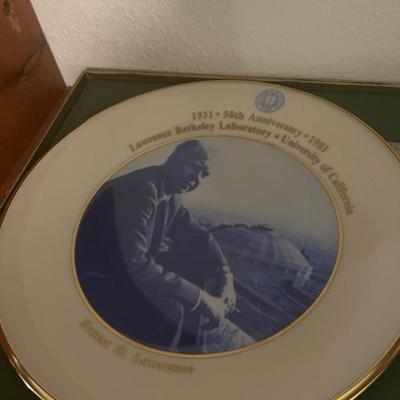 1931 • 50th Anniversary • 1981
Lawrence Berkeley Laboratory • University of California
Ernest O. Lawrence